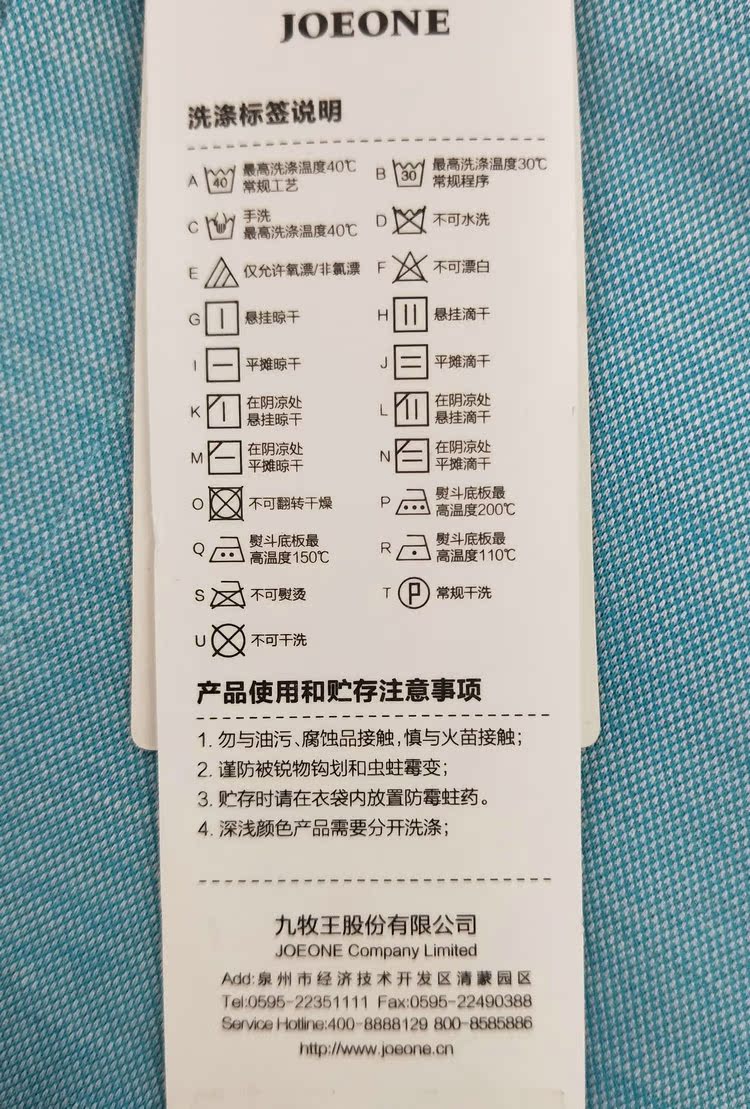 JOEONE
洗涤标签说明
A 40 最高洗涤温度40℃
常规工艺
B 30 最高洗涤温度30℃
常规程序
C 手洗
最高洗涤温度40℃
D 不可水洗
E 仅允许氧漂/非氯漂
F 不可漂白
G 悬挂晾干
H 悬挂滴干
I 平摊晾干
J 平摊滴干
K 在阴凉处
悬挂晾干
L 在阴凉处
悬挂滴干
M 在阴凉处
平摊晾干
N 在阴凉处
平摊滴干
O 不可翻转干燥
P 熨斗底板最
高温度200℃
Q 熨斗底板最
高温度150℃
R 熨斗底板最
高温度110℃
S 不可熨烫
T P 常规干洗
U 不可干洗
产品使用和贮存注意事项
1. 勿与油污、腐蚀品接触,慎与火苗接触;
2. 谨防被锐物钩划和虫蛀霉变;
3. 贮存时请在衣袋内放置防霉蛀药。
4. 深浅颜色产品需要分开洗涤;
九牧王股份有限公司
JOEONE Company Limited
Add:泉州市经济技术开发区清蒙园区
Tel:0595-22351111 Fax:0595-22490388
Service Hotline:400-8888129 800-8585886
http://www.joeone.cn